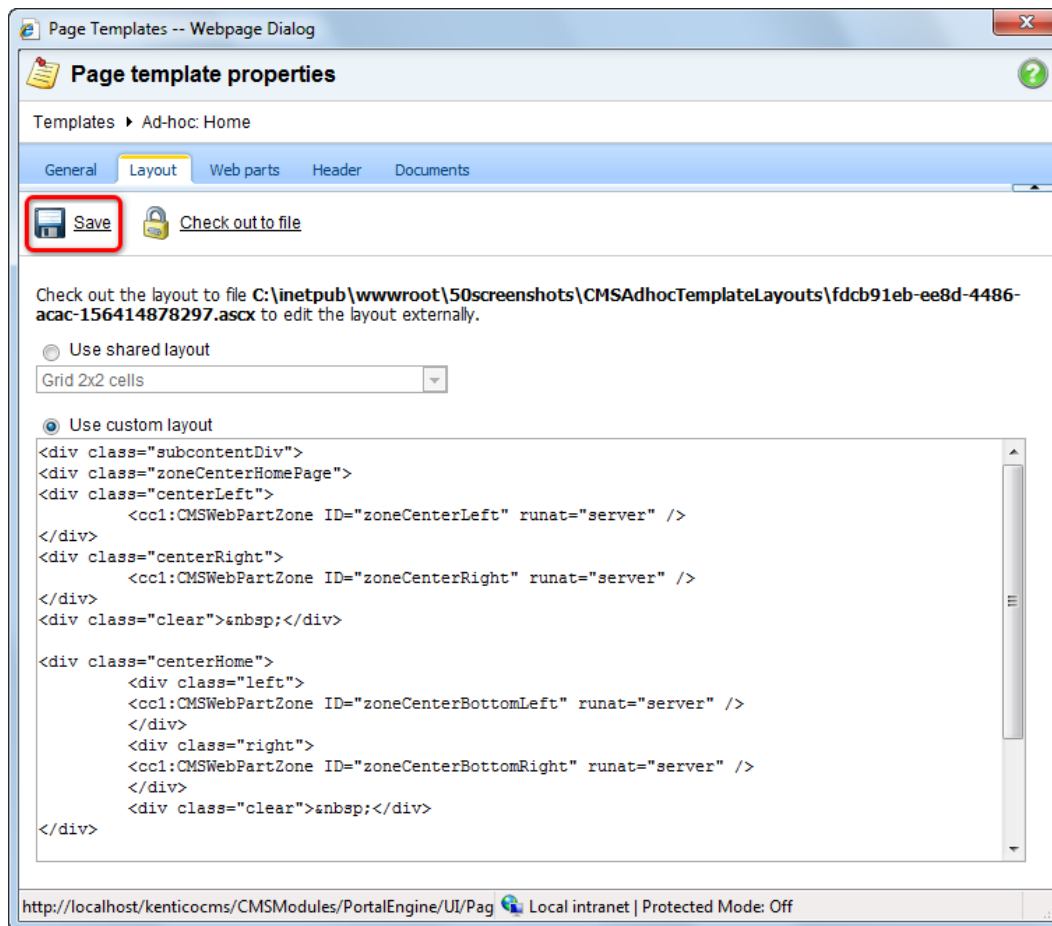 Page Templates -- Webpage Dialog
Page template properties
Templates ▸ Ad-hoc: Home
General Layout Web parts Header Documents
Save Check out to file
Check out the layout to file C:\inetpub\wwwroot\50screenshots\CMSAdhocTemplateLayouts\fdcb91eb-ee8d-4486-
acac-156414878297.ascx to edit the layout externally.
Use shared layout
Grid 2x2 cells
Use custom layout
<div class="subcontentDiv">
<div class="zoneCenterHomePage">
<div class="centerLeft">
<cc1:CMSWebPartZone ID="zoneCenterLeft" runat="server" />
</div>
<div class="centerRight">
<cc1:CMSWebPartZone ID="zoneCenterRight" runat="server" />
</div>
<div class="clear">&nbsp;</div>
<div class="centerHome">
<div class="left">
<cc1:CMSWebPartZone ID="zoneCenterBottomLeft" runat="server" />
</div>
<div class="right">
<cc1:CMSWebPartZone ID="zoneCenterBottomRight" runat="server" />
</div>
<div class="clear">&nbsp;</div>
</div>
http://localhost/kenticocms/CMSModules/PortalEngine/UI/Pag Local intranet | Protected Mode: Off